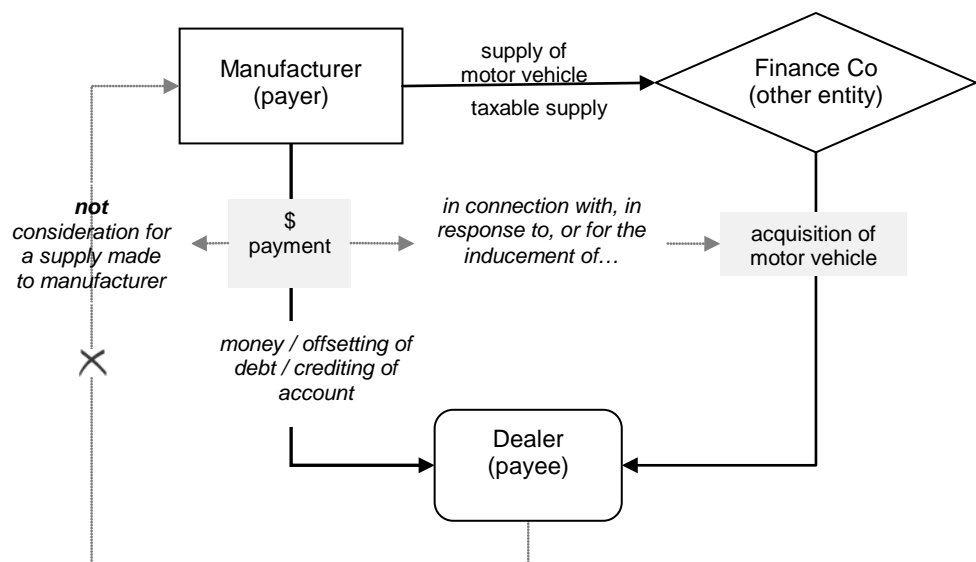 Manufacturer
(payer)
supply of
motor vehicle
taxable supply
Finance Co
(other entity)
not
consideration for
a supply made
to manufacturer
$
payment
in connection with, in
response to, or for the
inducement of…
acquisition of
motor vehicle
money / offsetting of
debt / crediting of
account
Dealer
(payee)